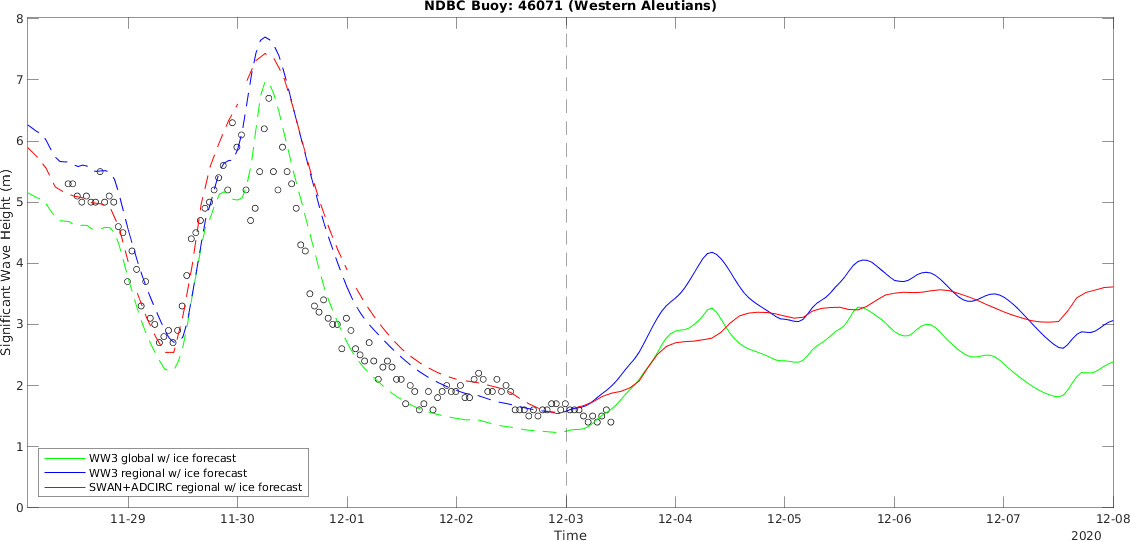 NDBC Buoy: 46071 (Western Aleutians)
8
7
6
5
4
3
2
1
0
Significant Wave Height (m)
WW3 global w/ ice forecast
WW3 regional w/ ice forecast
SWAN+ADCIRC regional w/ ice forecast
11-29 11-30 12-01 12-02 12-03 12-04 12-05 12-06 12-07 12-08
Time
2020